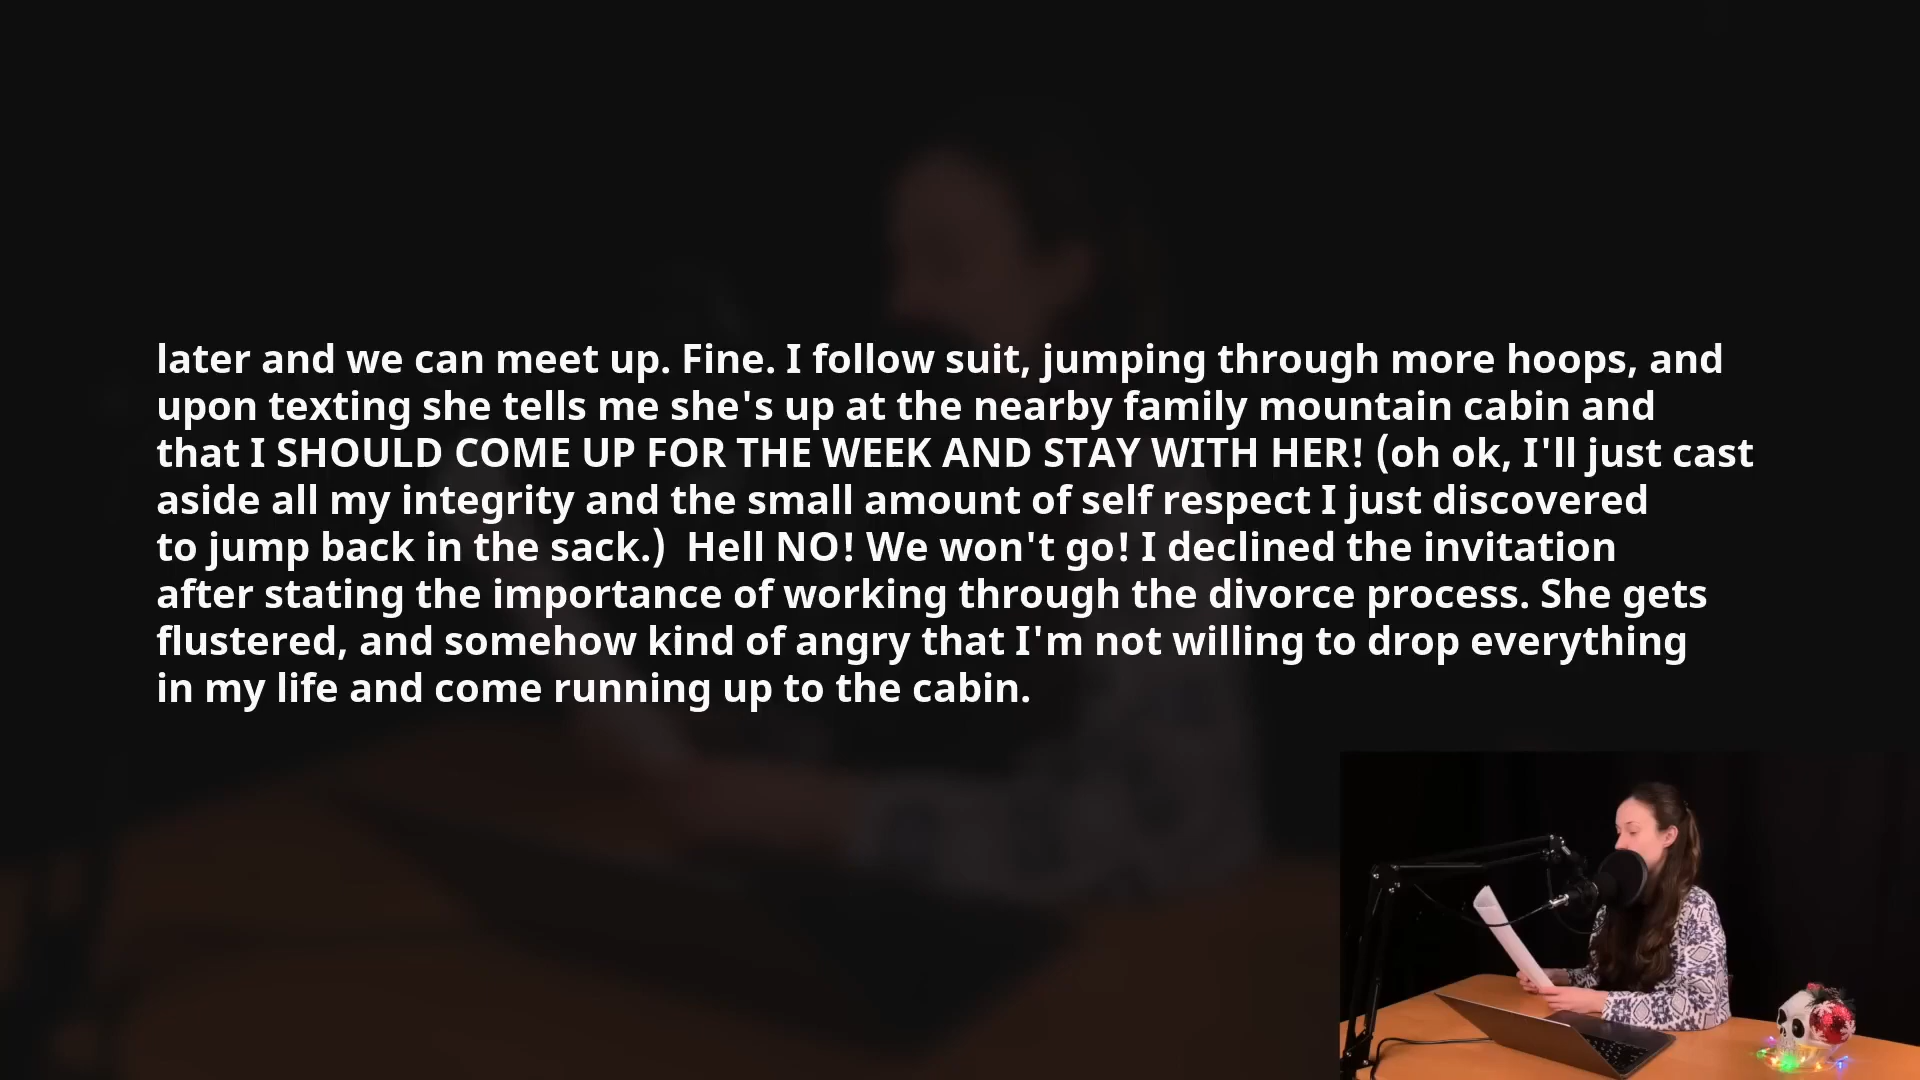 later and we can meet up. Fine. I follow suit, jumping through more hoops, and
upon texting she tells me she's up at the nearby family mountain cabin and
that I SHOULD COME UP FOR THE WEEK AND STAY WITH HER! (oh ok, I'll just cast
aside all my integrity and the small amount of self respect I just discovered
to jump back in the sack.)  Hell NO! We won't go! I declined the invitation
after stating the importance of working through the divorce process. She gets
flustered, and somehow kind of angry that I'm not willing to drop everything
in my life and come running up to the cabin.